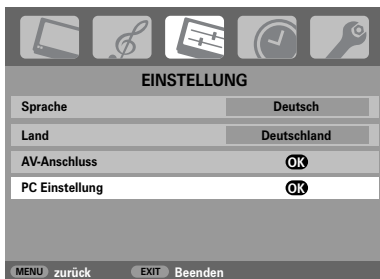 EINSTELLUNG
Sprache Deutsch
Land Deutschland
AV-Anschluss OK
PC Einstellung OK
MENU zurück EXIT Beenden